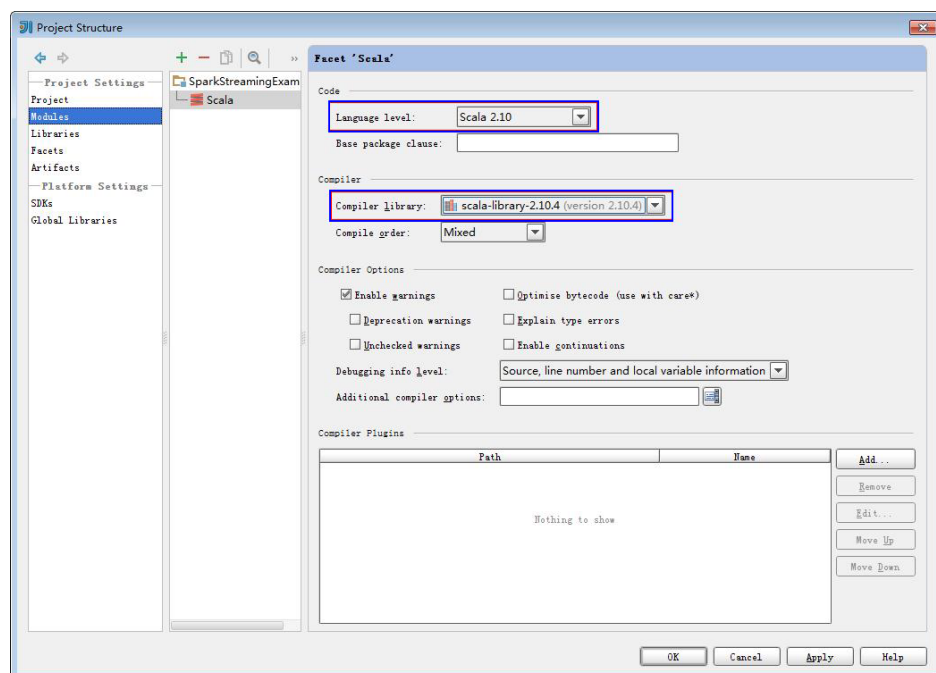 Project Structure
Project Settings
Project
Modules
Libraries
Facets
Artifacts
Platform Settings
SDKs
Global Libraries
»
SparkStreamingExam
Scala
Facet 'Scala'
Code
Language level: Scala 2.10
Base package clause:
Compiler
Compiler library: scala-library-2.10.4 (version 2.10.4)
Compile order: Mixed
Compiler Options
Enable warnings Optimise bytecode (use with care*)
Deprecation warnings Explain type errors
Unchecked warnings Enable continuations
Debugging info level: Source, line number and local variable information
Additional compiler options:
Compiler Plugins
Path Name
Nothing to show
Add...
Remove
Edit...
Move Up
Move Down
OK Cancel Apply Help